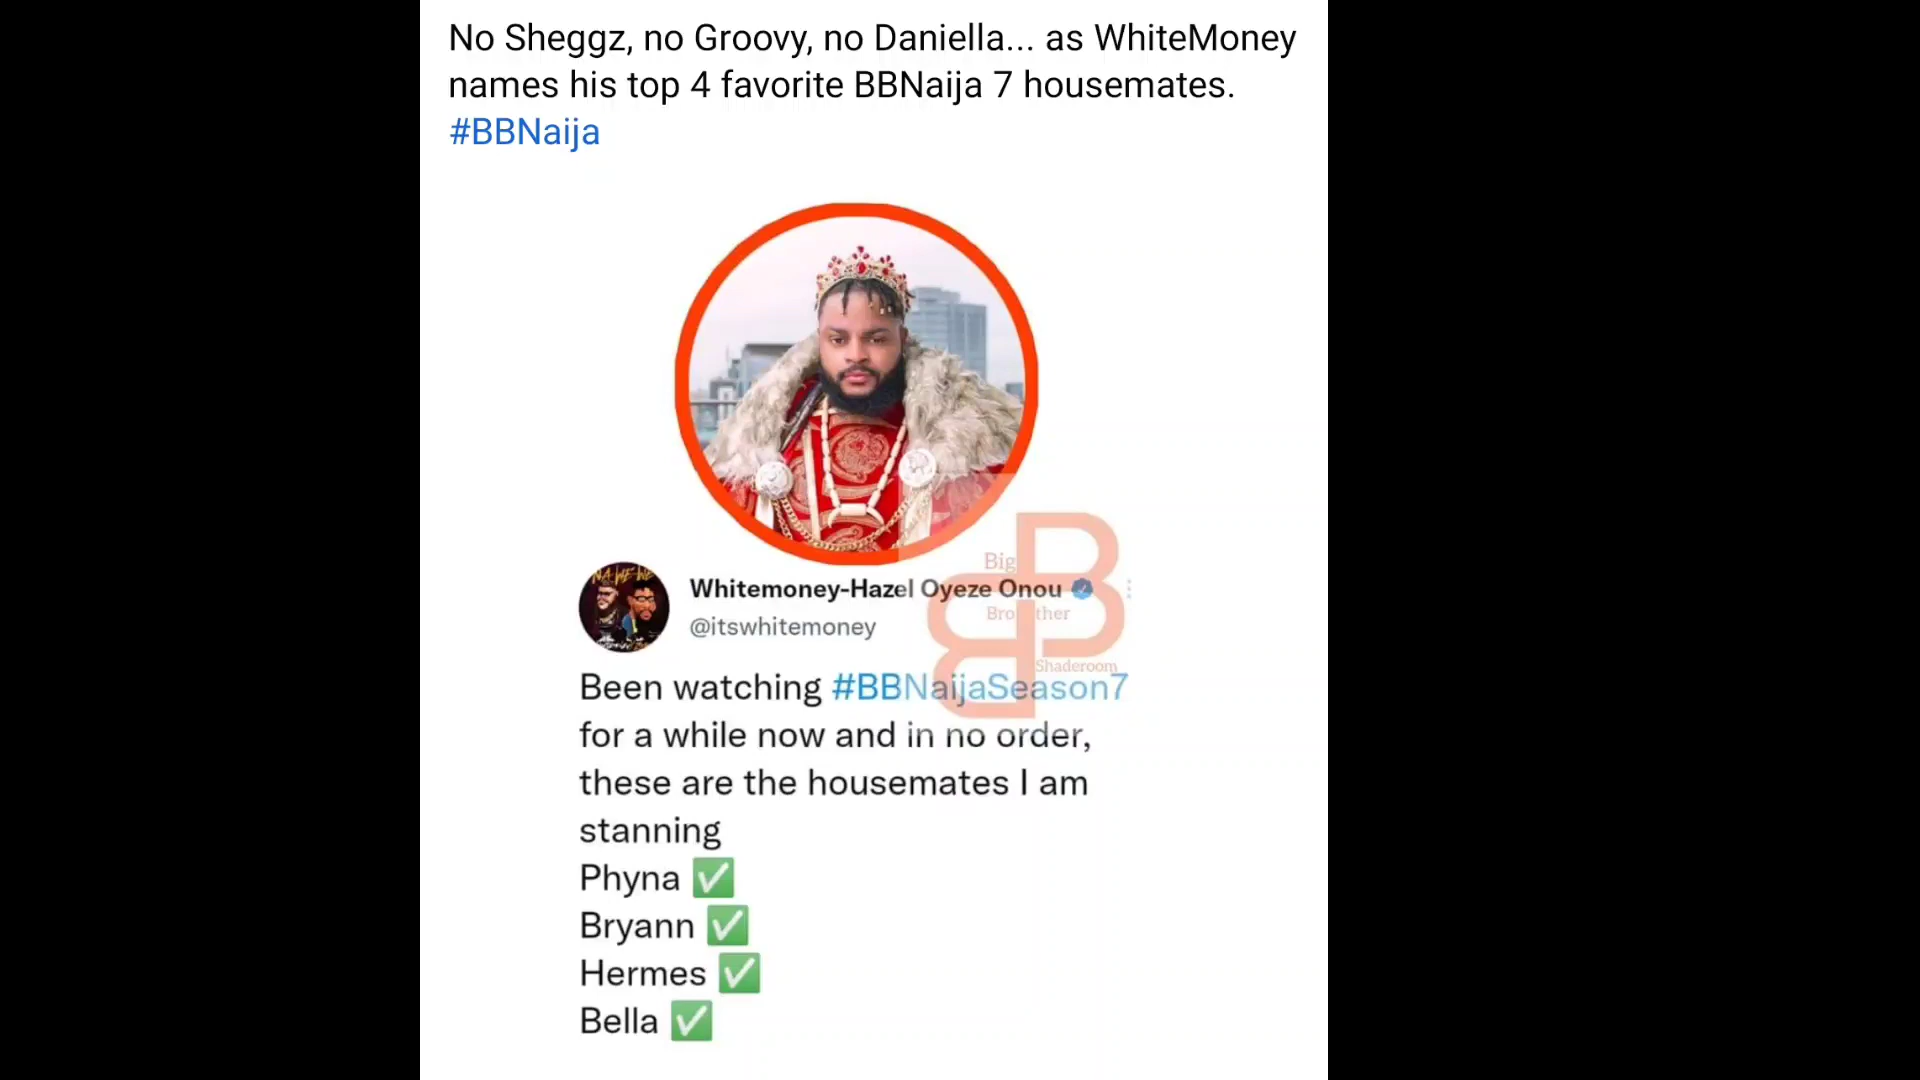 No Sheggz, no Groovy, no Daniella... as WhiteMoney
names his top 4 favorite BBNaija 7 housemates.
#BBNaija
Big
Whitemoney-Hazel Oyeze Onou
Brother
@itswhitemoney
Shaderoom
Been watching #BBNaijaSeason7
for a while now and in no order,
these are the housemates I am
stanning
Phyna ✅
Bryann ✅
Hermes ✅
Bella ✅